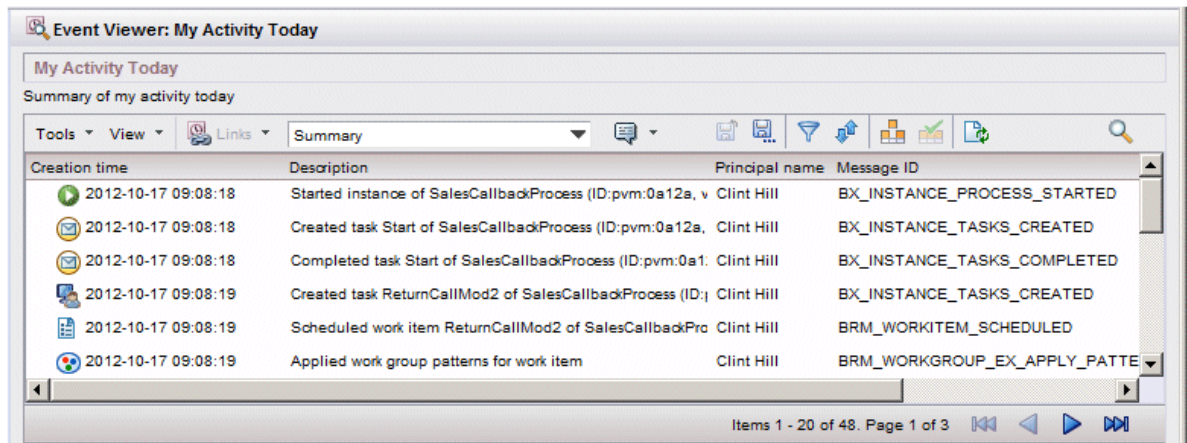 Event Viewer: My Activity Today
My Activity Today
Summary of my activity today
Tools View Links Summary
Creation time Description Principal name Message ID
2012-10-17 09:08:18 Started instance of SalesCallbackProcess (ID:pvm:0a12a, v Clint Hill BX_INSTANCE_PROCESS_STARTED
2012-10-17 09:08:18 Created task Start of SalesCallbackProcess (ID:pvm:0a12a, Clint Hill BX_INSTANCE_TASKS_CREATED
2012-10-17 09:08:18 Completed task Start of SalesCallbackProcess (ID:pvm:0a1: Clint Hill BX_INSTANCE_TASKS_COMPLETED
2012-10-17 09:08:19 Created task ReturnCallMod2 of SalesCallbackProcess (ID:p Clint Hill BX_INSTANCE_TASKS_CREATED
2012-10-17 09:08:19 Scheduled work item ReturnCallMod2 of SalesCallbackPro Clint Hill BRM_WORKITEM_SCHEDULED
2012-10-17 09:08:19 Applied work group patterns for work item Clint Hill BRM_WORKGROUP_EX_APPLY_PATTE
Items 1 - 20 of 48. Page 1 of 3